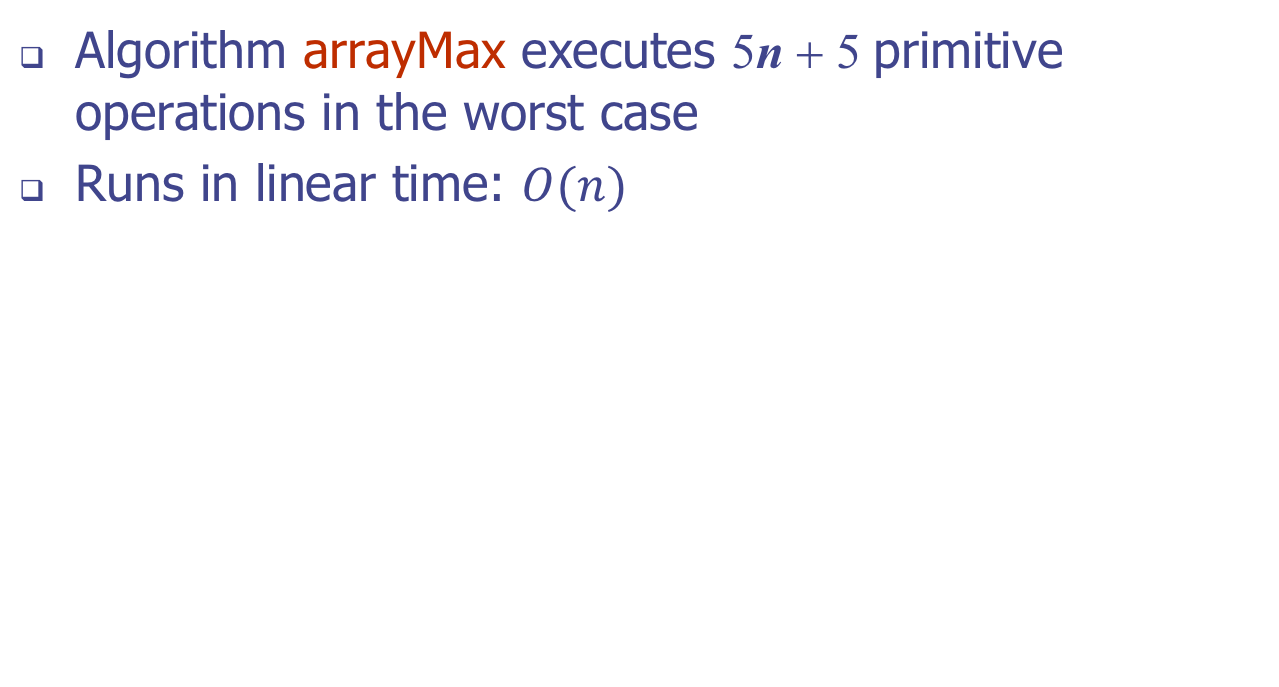 ❑ Algorithm arrayMax executes 5n + 5 primitive
operations in the worst case
❑ Runs in linear time: O(n)